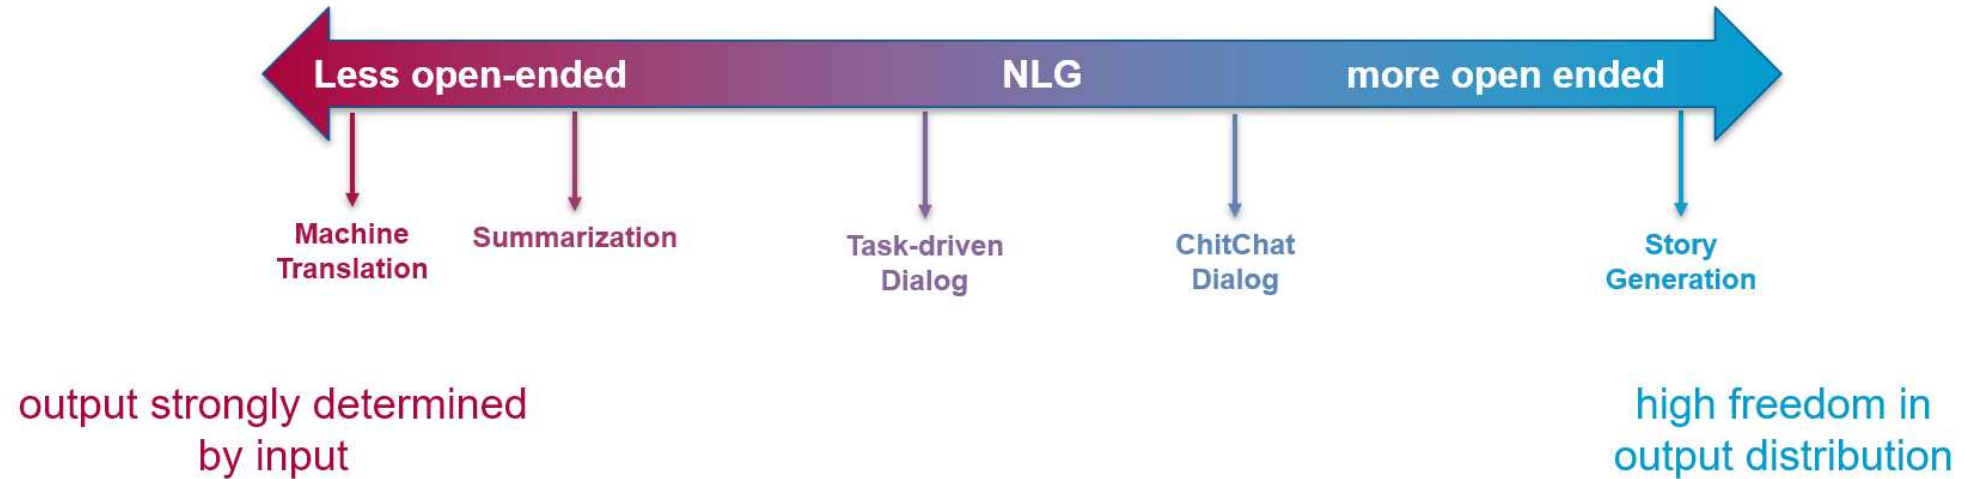 Less open-ended
NLG
more open ended
Machine
Translation
Summarization
Task-driven
Dialog
ChitChat
Dialog
Story
Generation
output strongly determined
by input
high freedom in
output distribution